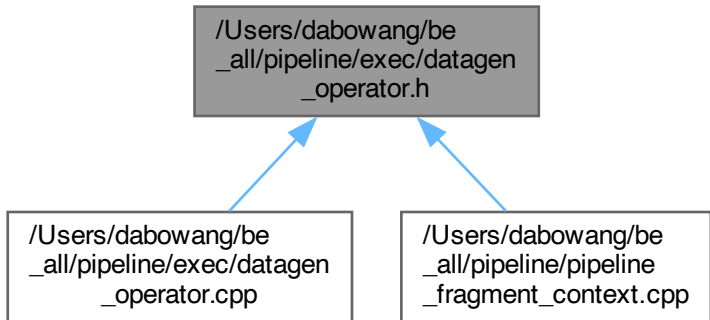 /Users/dabowang/be
_all/pipeline/exec/datagen
_operator.h
/Users/dabowang/be
_all/pipeline/exec/datagen
_operator.cpp
/Users/dabowang/be
_all/pipeline/pipeline
_fragment_context.cpp